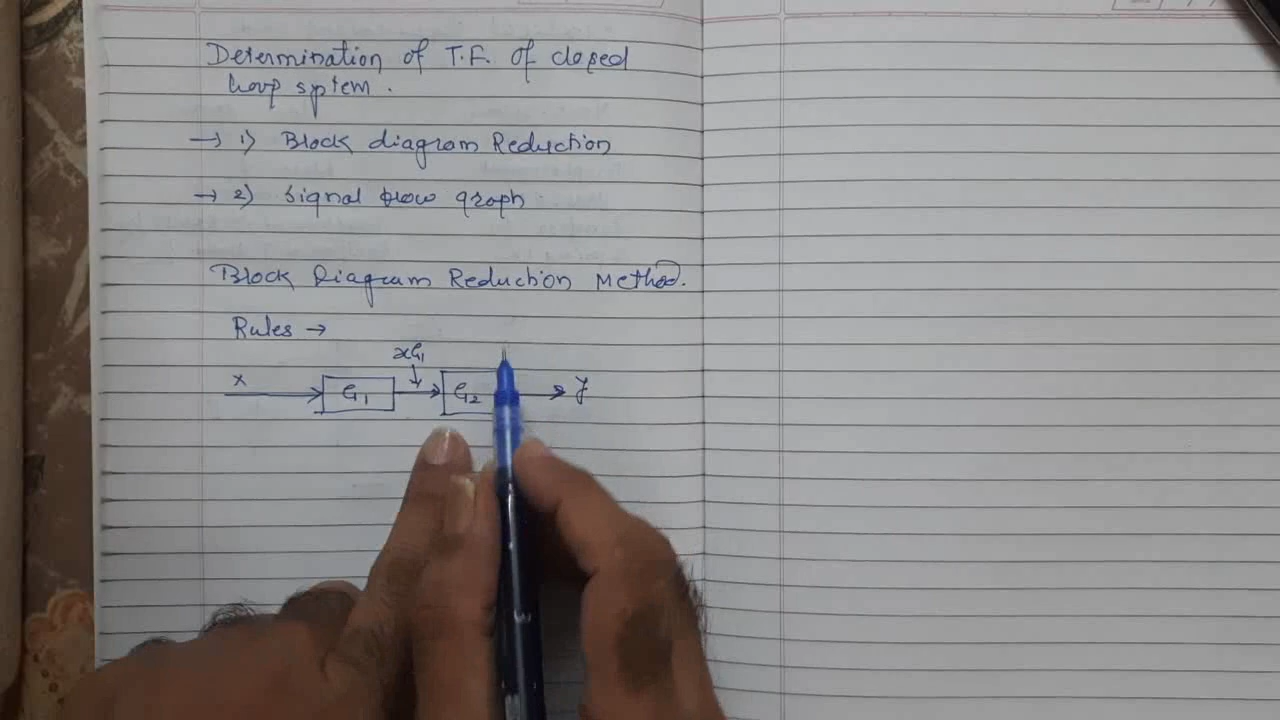 Determination of T.F. of closed
loop system.
→ 1) Block diagram Reduction
→ 2) Signal flow graph
Block Diagram Reduction Method.
Rules →
xG1
x G1 G2 y